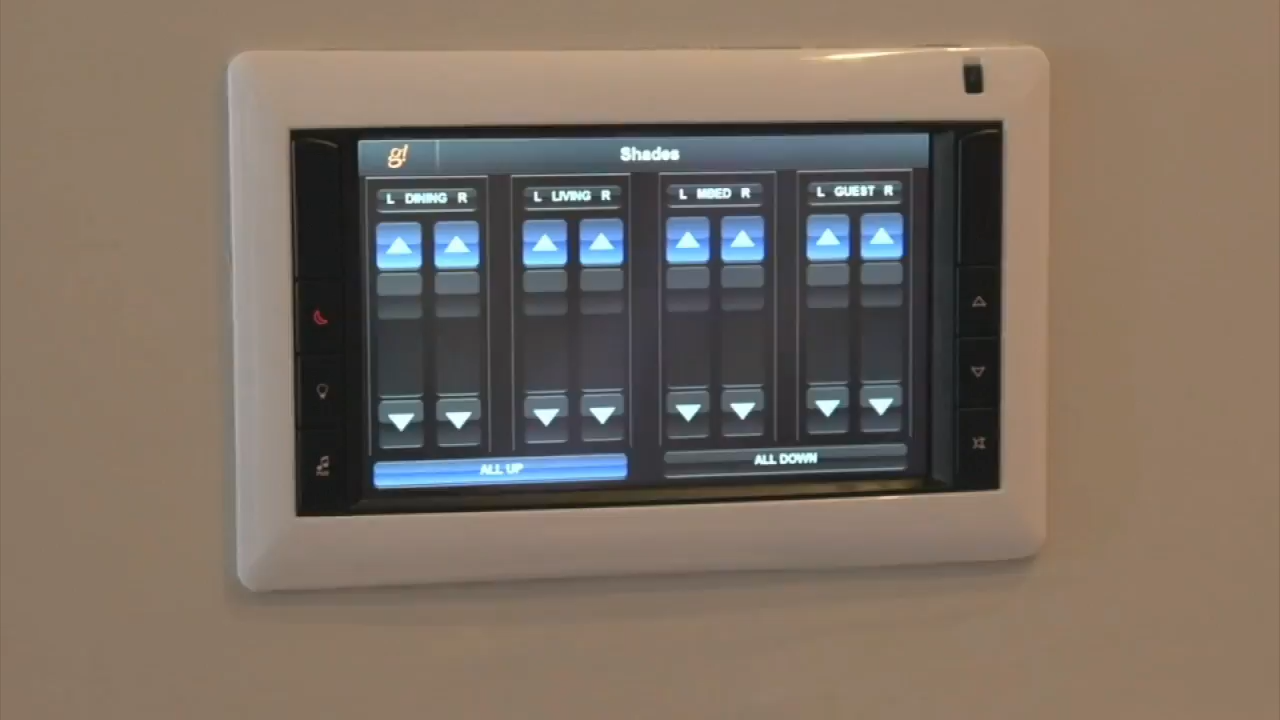 g! Shades
L DINING R
L LIVING R
L MBED R
L GUEST R
ALL UP
ALL DOWN